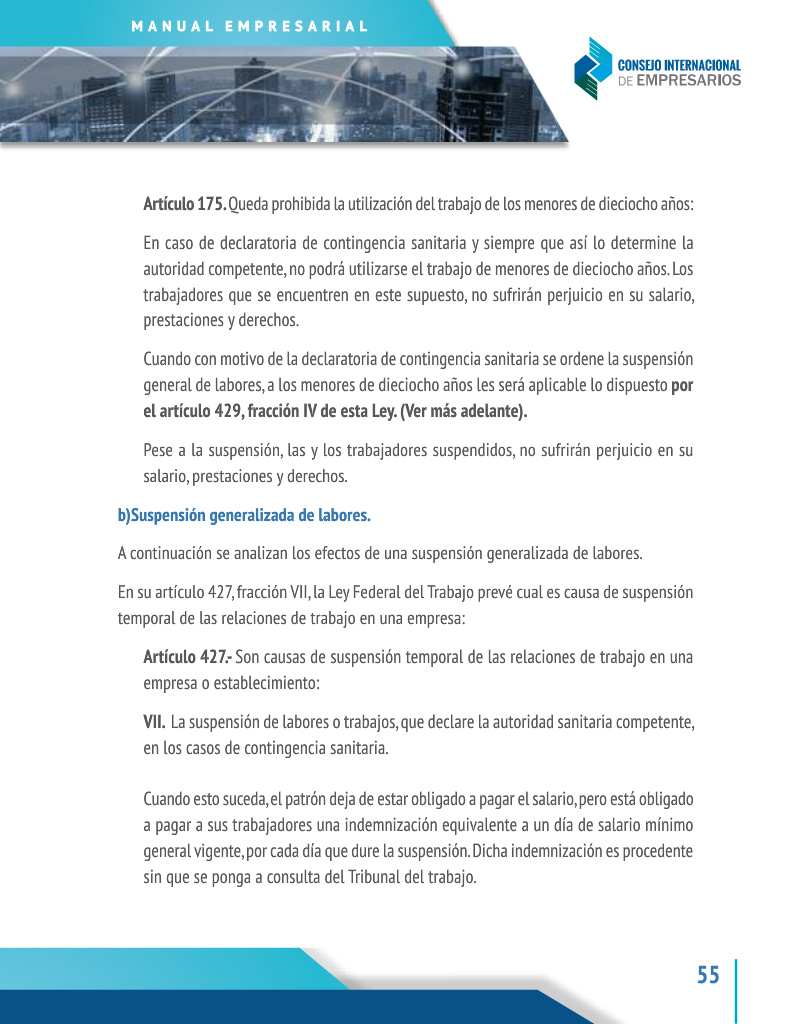 MANUAL EMPRESARIAL
CONSEJO INTERNACIONAL
DE EMPRESARIOS
Artículo 175. Queda prohibida la utilización del trabajo de los menores de dieciocho años:
En caso de declaratoria de contingencia sanitaria y siempre que así lo determine la
autoridad competente, no podrá utilizarse el trabajo de menores de dieciocho años. Los
trabajadores que se encuentren en este supuesto, no sufrirán perjuicio en su salario,
prestaciones y derechos.
Cuando con motivo de la declaratoria de contingencia sanitaria se ordene la suspensión
general de labores, a los menores de dieciocho años les será aplicable lo dispuesto por
el artículo 429, fracción IV de esta Ley. (Ver más adelante).
Pese a la suspensión, las y los trabajadores suspendidos, no sufrirán perjuicio en su
salario, prestaciones y derechos.
b)Suspensión generalizada de labores.
A continuación se analizan los efectos de una suspensión generalizada de labores.
En su artículo 427, fracción VII, la Ley Federal del Trabajo prevé cual es causa de suspensión
temporal de las relaciones de trabajo en una empresa:
Artículo 427.- Son causas de suspensión temporal de las relaciones de trabajo en una
empresa o establecimiento:
VII. La suspensión de labores o trabajos, que declare la autoridad sanitaria competente,
en los casos de contingencia sanitaria.
Cuando esto suceda, el patrón deja de estar obligado a pagar el salario, pero está obligado
a pagar a sus trabajadores una indemnización equivalente a un día de salario mínimo
general vigente, por cada día que dure la suspensión. Dicha indemnización es procedente
sin que se ponga a consulta del Tribunal del trabajo.
55